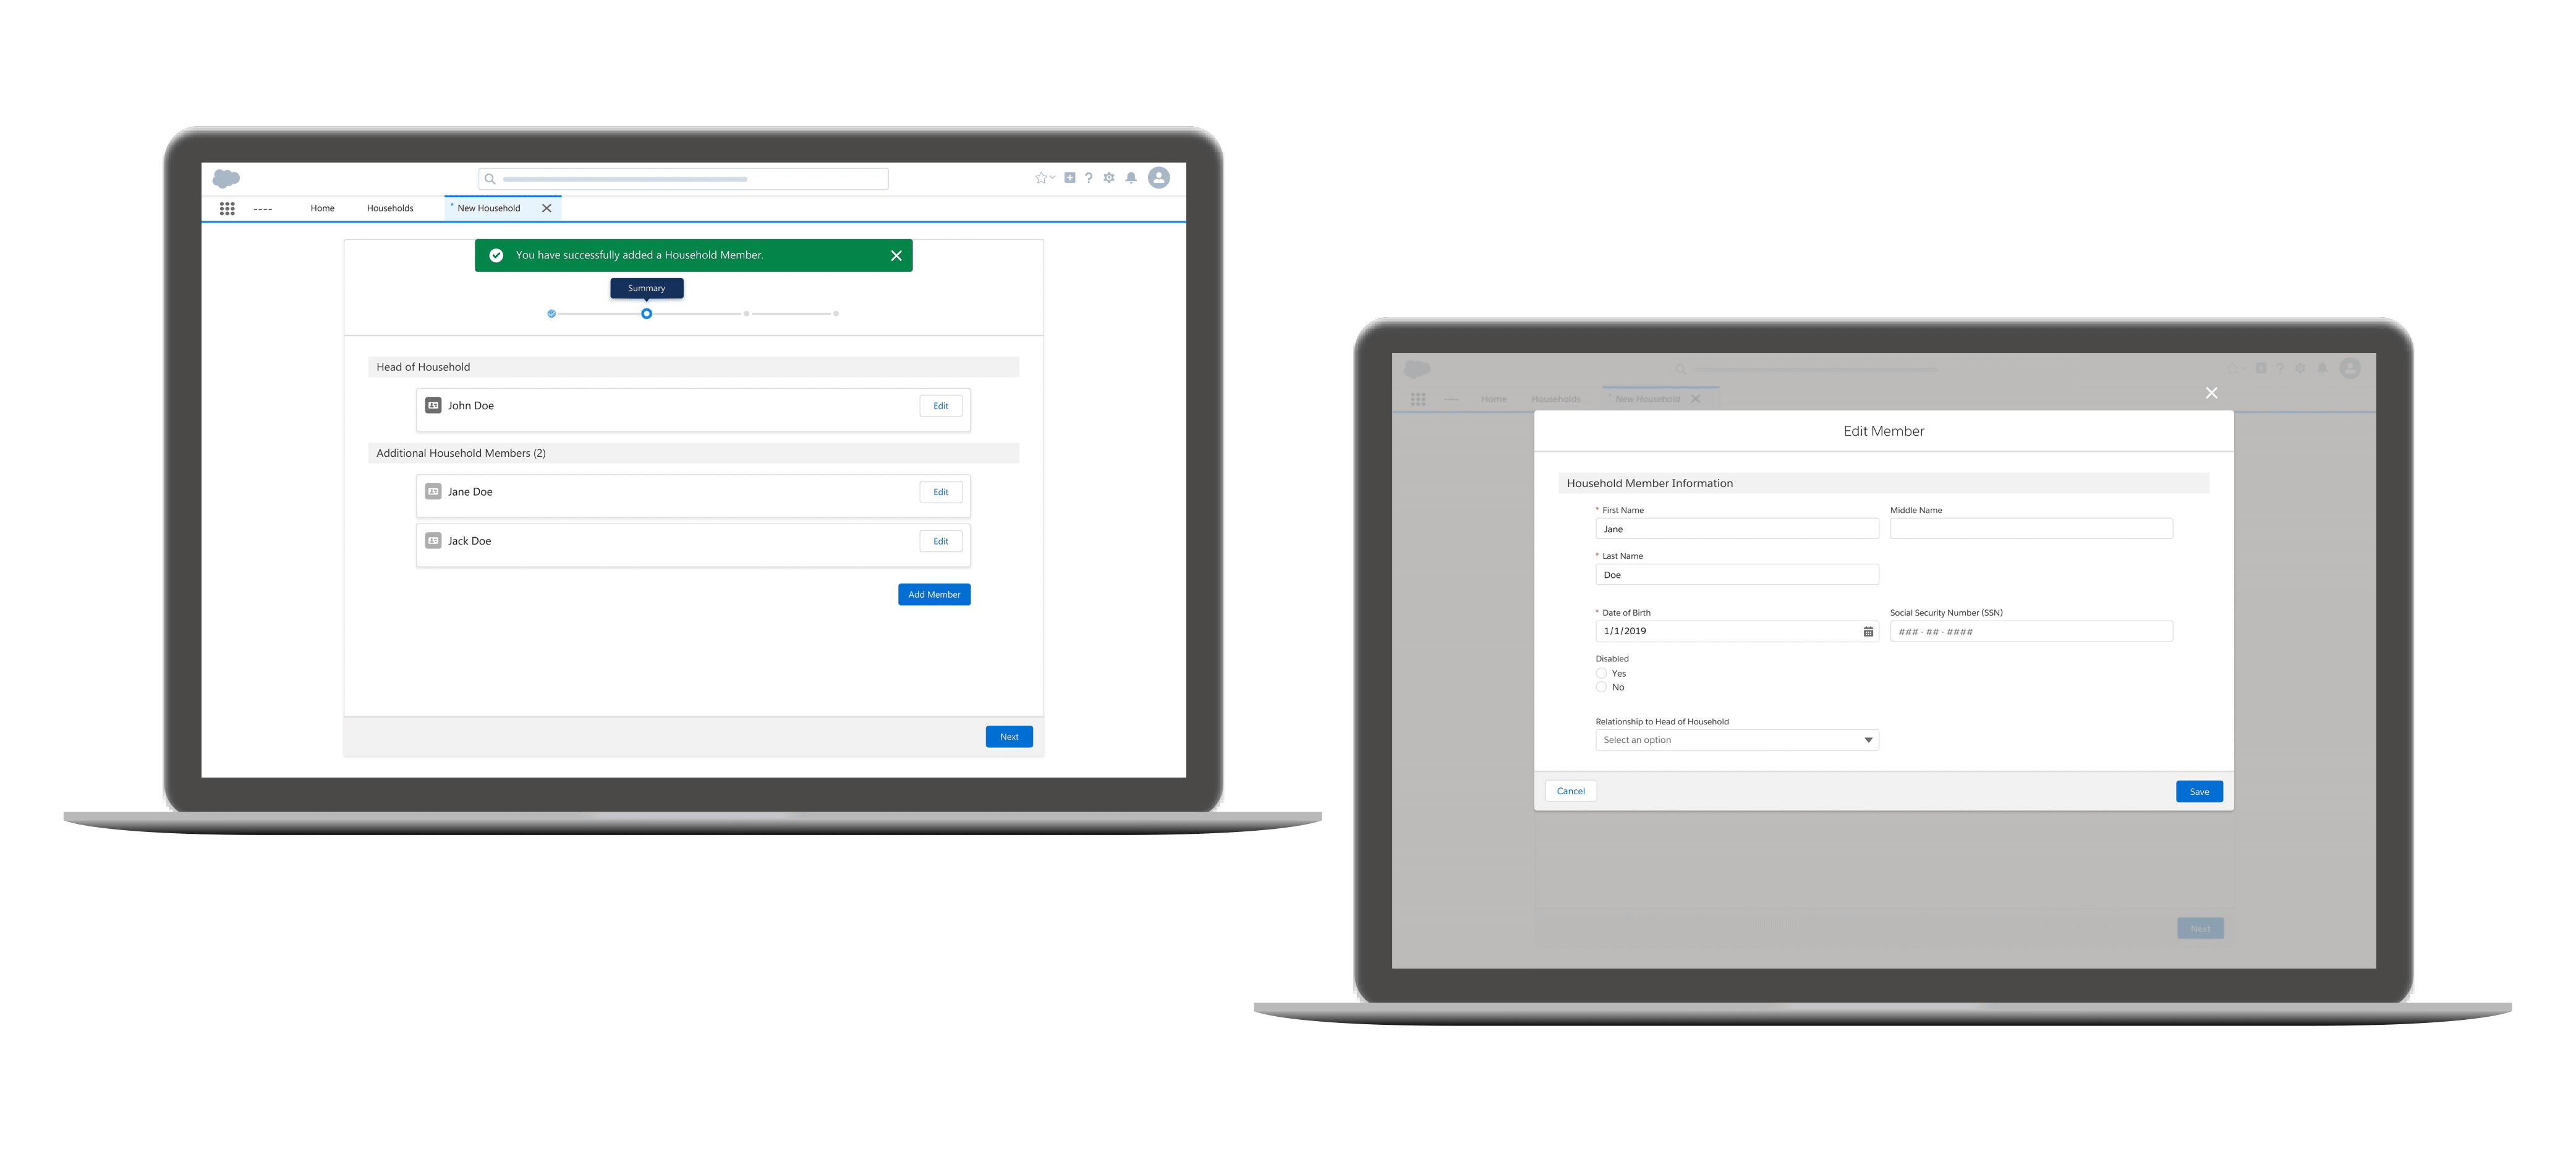 ---- Home Households * New Household
You have successfully added a Household Member.
Summary
Head of Household
John Doe Edit
Additional Household Members (2)
Jane Doe Edit
Jack Doe Edit
Add Member
Next
---- Home Households * New Household
Edit Member
Household Member Information
* First Name Middle Name
Jane
* Last Name
Doe
* Date of Birth Social Security Number (SSN)
1/1/2019 ### - ## - ####
Disabled
Yes
No
Relationship to Head of Household
Select an option
Cancel Save
Next